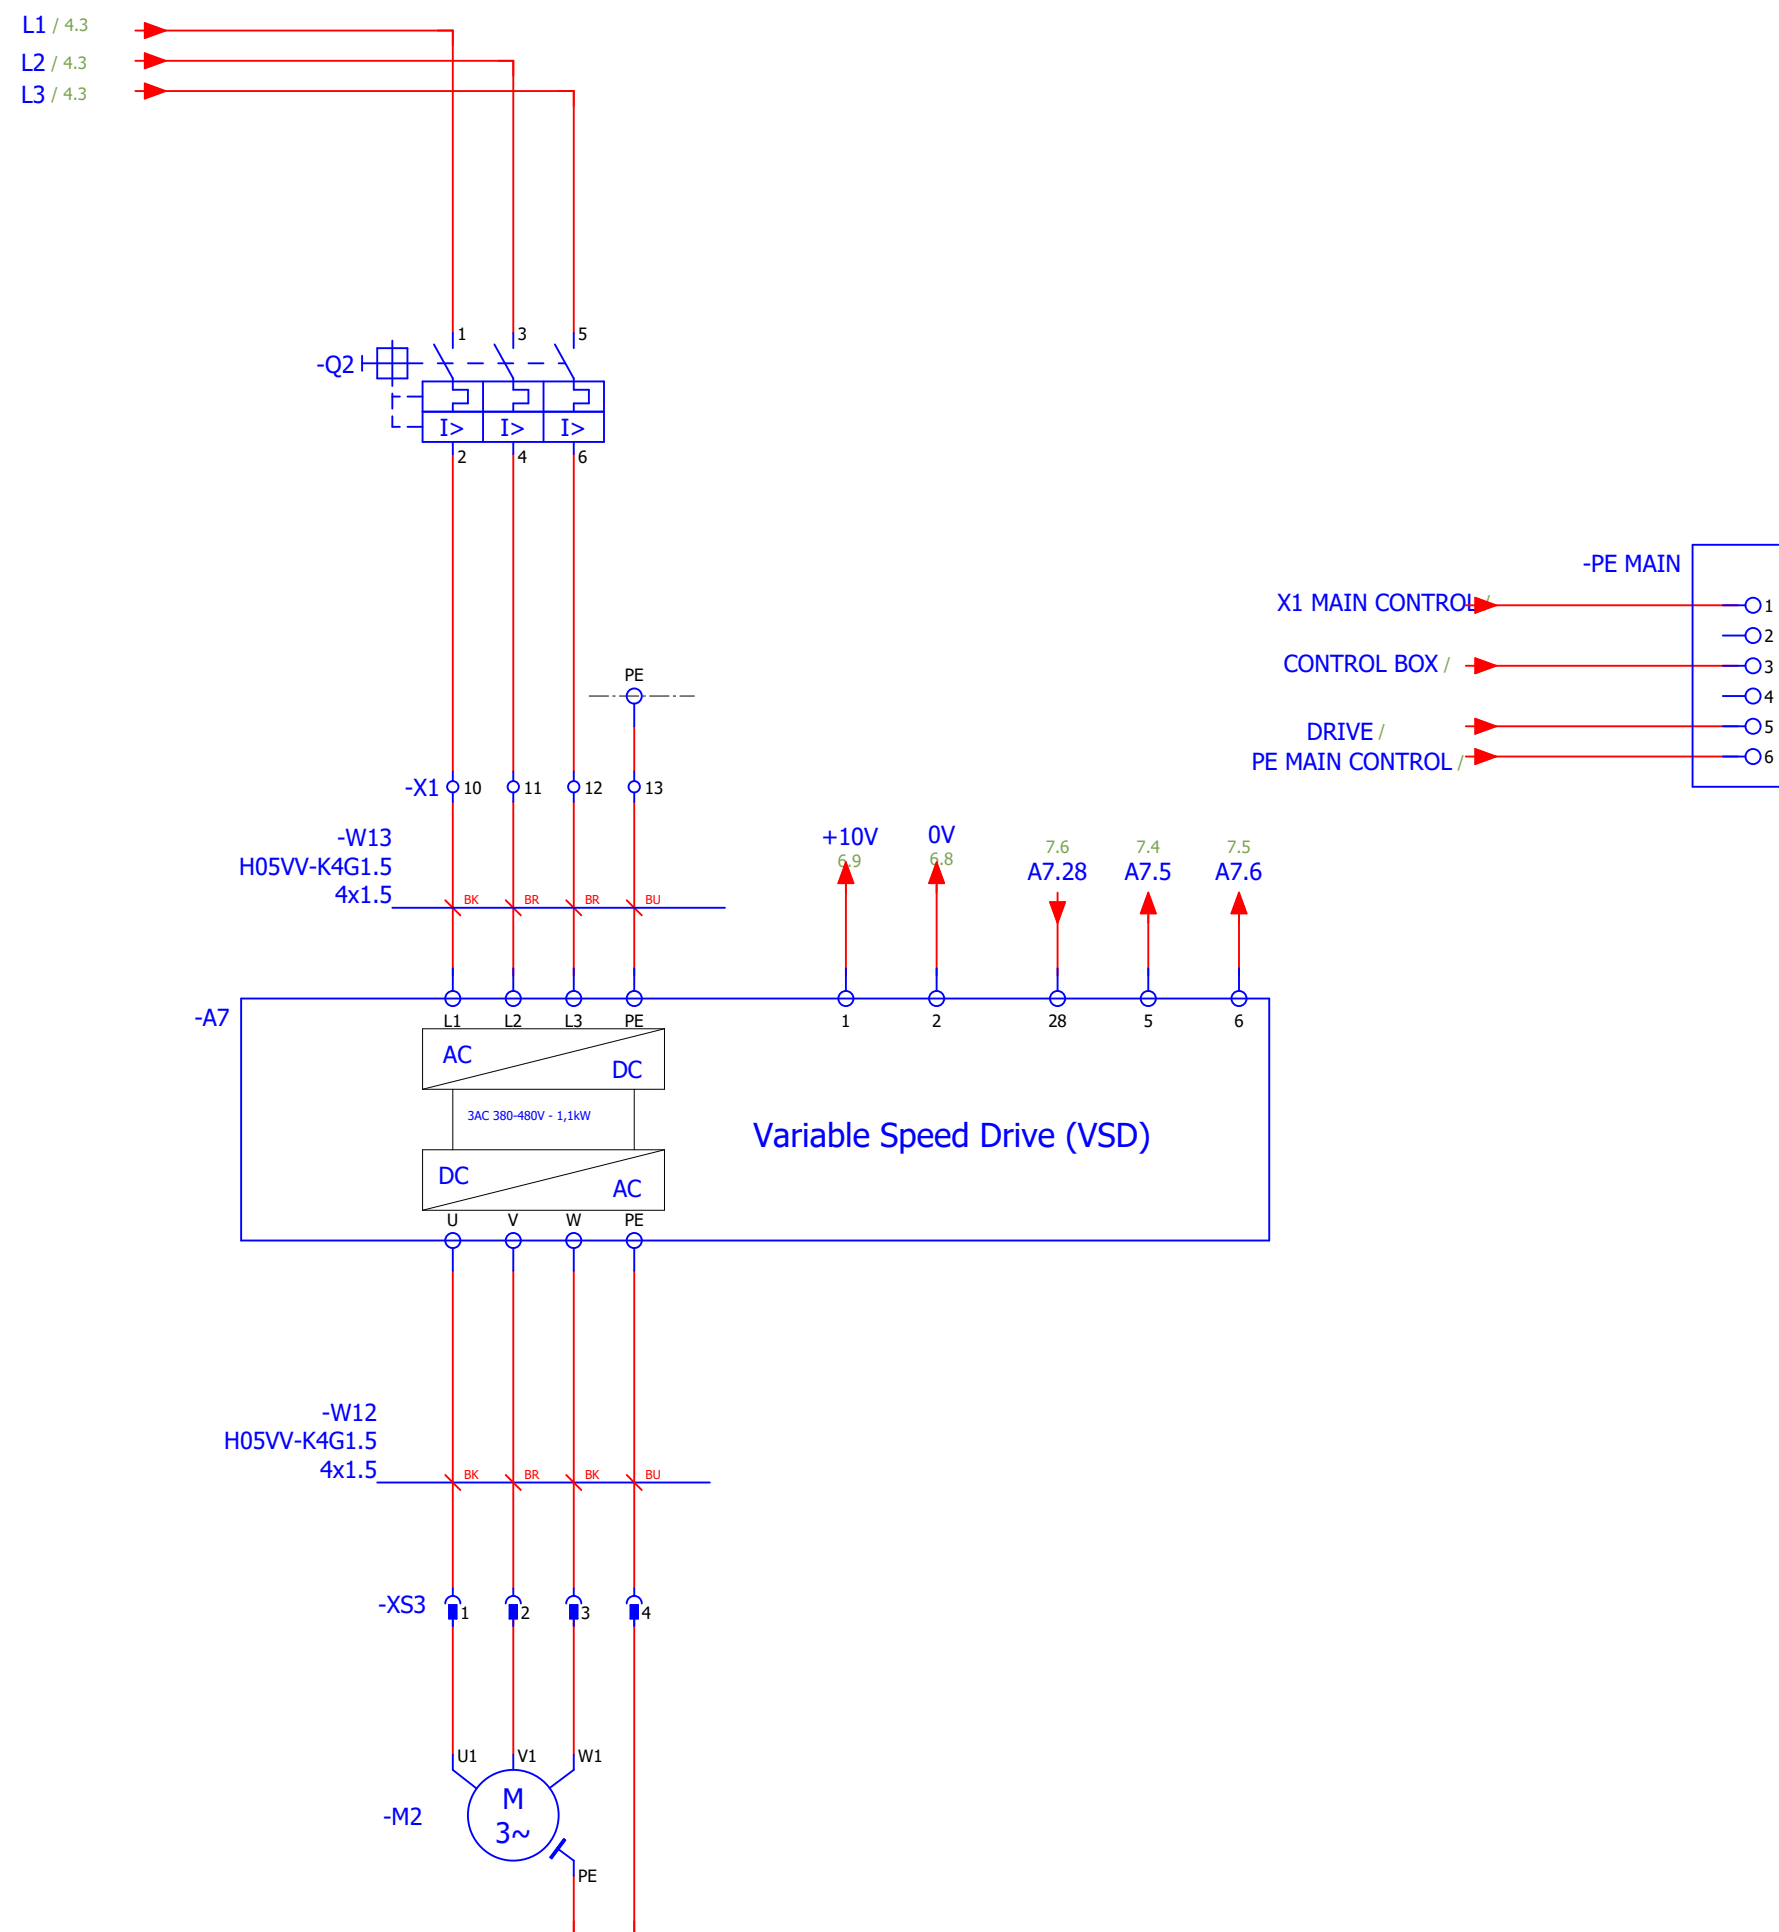 L1 / 4.3
L2 / 4.3
L3 / 4.3
1 3 5
-Q2
I> I> I>
2 4 6
-PE MAIN
X1 MAIN CONTROL / 1
2
CONTROL BOX / 3
4
DRIVE / 5
PE MAIN CONTROL / 6
PE
-X1 10 11 12 13
-W13
H05VV-K4G1.5
4x1.5
BK BR BR BU
+10V 0V 7.6 7.4 7.5
6.9 6.8 A7.28 A7.5 A7.6
-A7
L1 L2 L3 PE 1 2 28 5 6
AC
DC
3AC 380-480V - 1,1kW
Variable Speed Drive (VSD)
DC
AC
U V W PE
-W12
H05VV-K4G1.5
4x1.5
BK BR BK BU
-XS3 1 2 3 4
U1 V1 W1
-M2
M
3~
PE